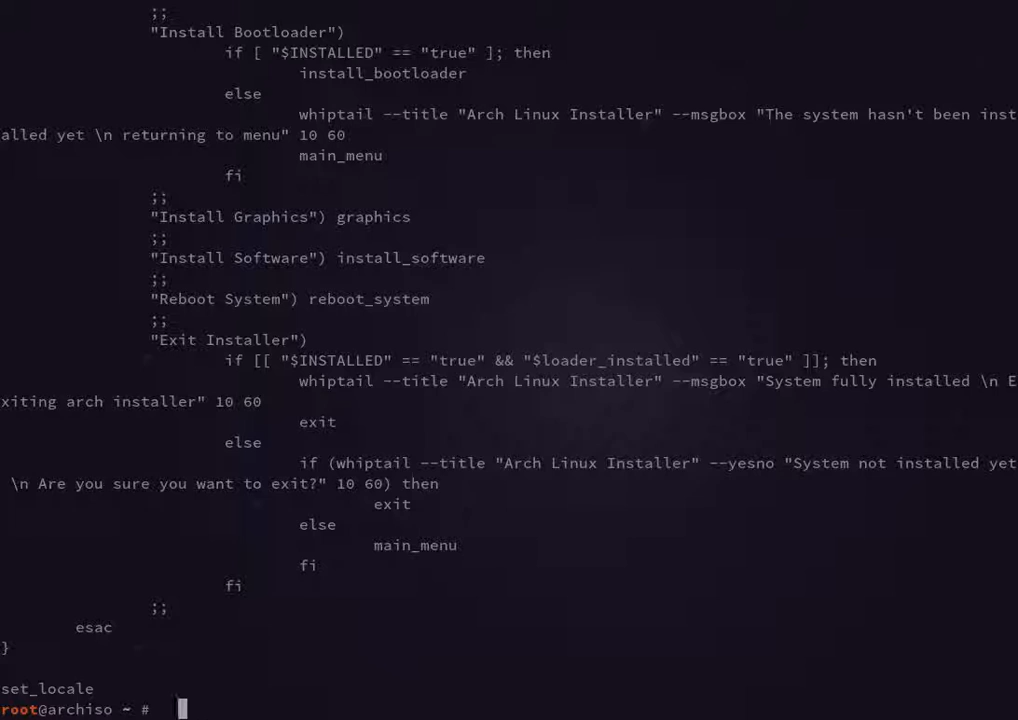 ;;
"Install Bootloader")
if [ "$INSTALLED" == "true" ]; then
install_bootloader
else
whiptail --title "Arch Linux Installer" --msgbox "The system hasn't been inst
alled yet \n returning to menu" 10 60
main_menu
fi
;;
"Install Graphics") graphics
;;
"Install Software") install_software
;;
"Reboot System") reboot_system
;;
"Exit Installer")
if [[ "$INSTALLED" == "true" && "$loader_installed" == "true" ]]; then
whiptail --title "Arch Linux Installer" --msgbox "System fully installed \n E
xiting arch installer" 10 60
exit
else
if (whiptail --title "Arch Linux Installer" --yesno "System not installed yet
\n Are you sure you want to exit?" 10 60) then
exit
else
main_menu
fi
fi
;;
esac
}
set_locale
root@archiso ~ #